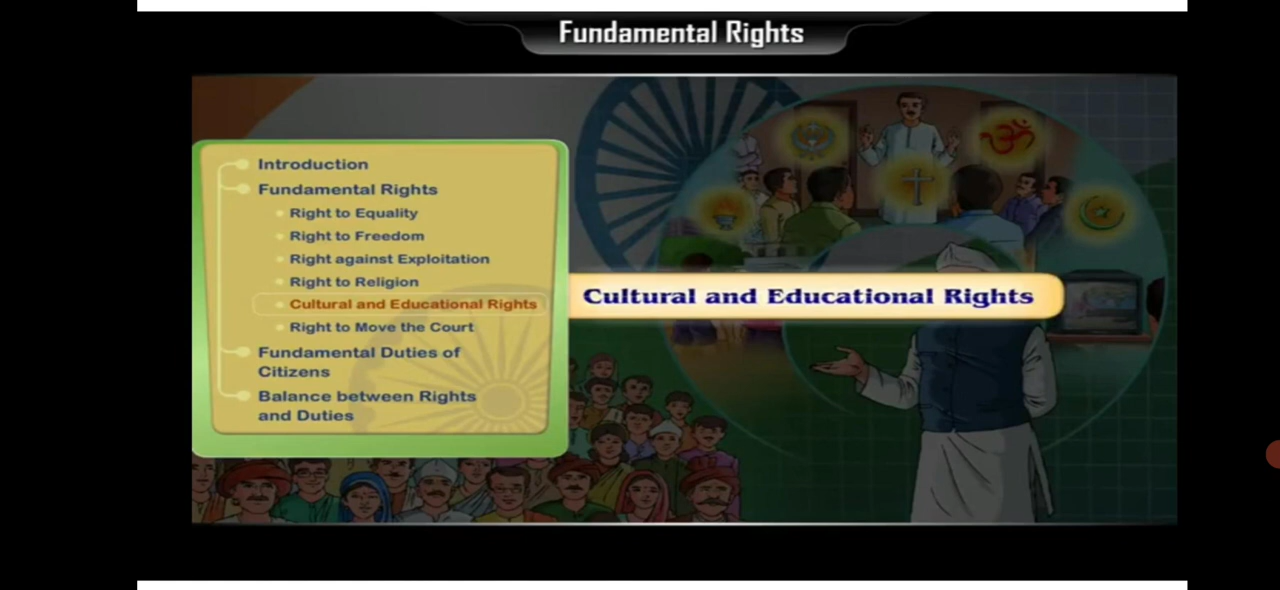 Fundamental Rights
Introduction
Fundamental Rights
Right to Equality
Right to Freedom
Right against Exploitation
Right to Religion
Cultural and Educational Rights
Right to Move the Court
Fundamental Duties of
Citizens
Balance between Rights
and Duties
Cultural and Educational Rights
ॐ